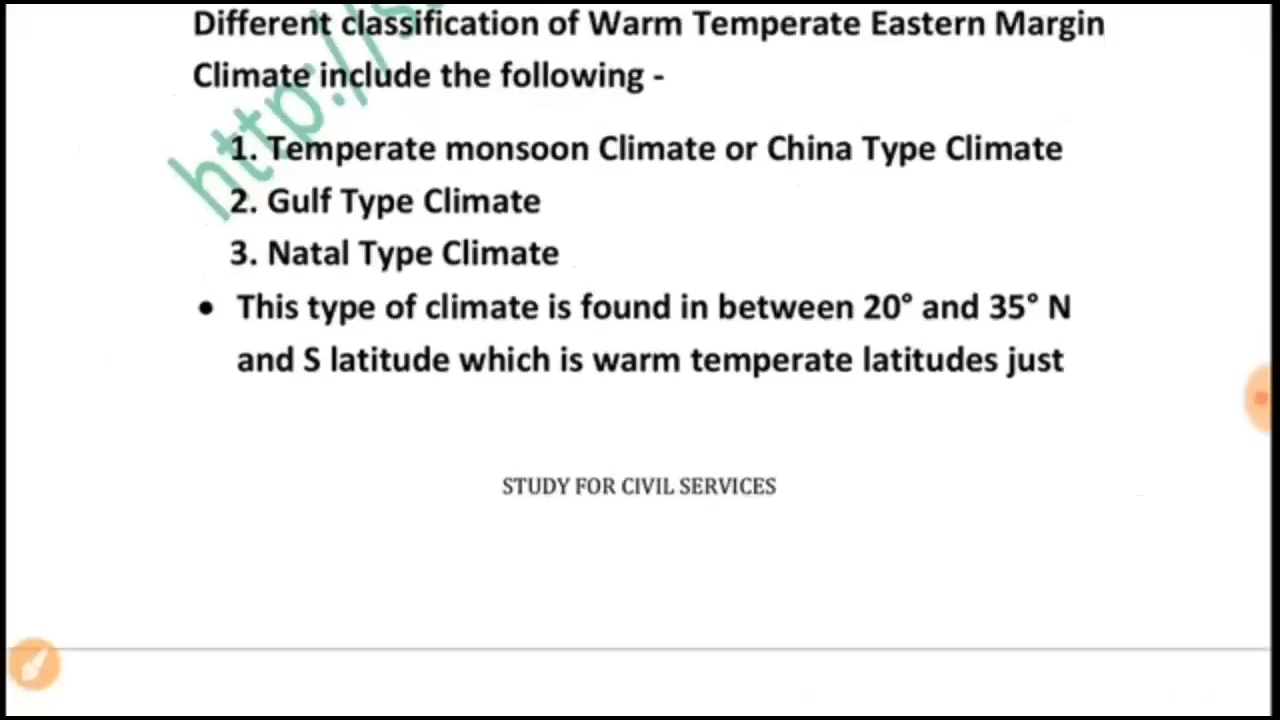 Different classification of Warm Temperate Eastern Margin
Climate include the following -
1. Temperate monsoon Climate or China Type Climate
2. Gulf Type Climate
3. Natal Type Climate
• This type of climate is found in between 20° and 35° N
and S latitude which is warm temperate latitudes just
STUDY FOR CIVIL SERVICES
http://s